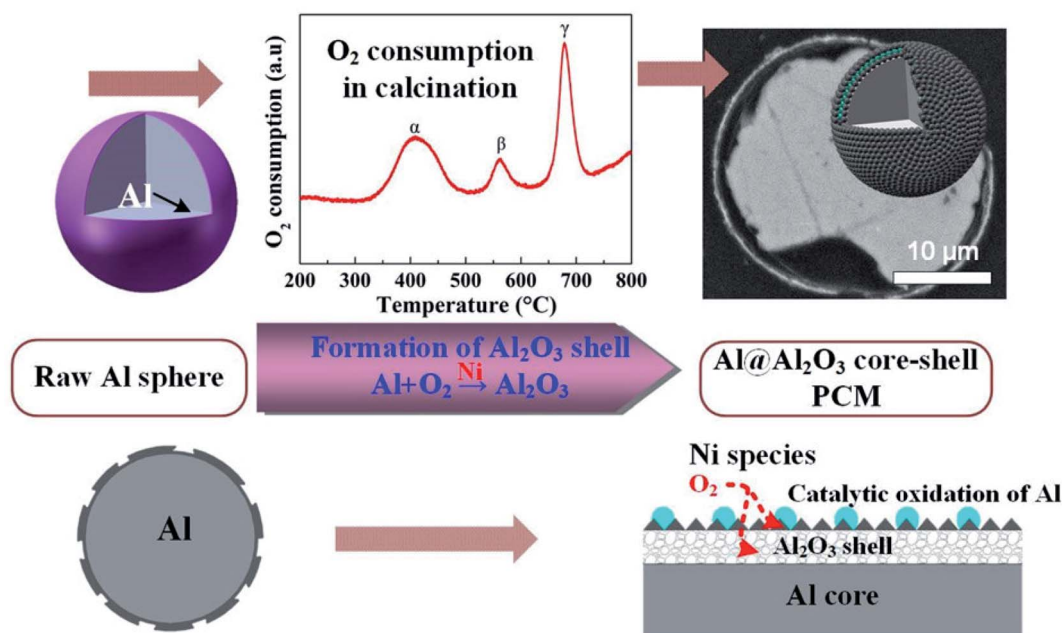 Al
O₂ consumption (a.u)
O₂ consumption
in calcination
α
β
γ
200 300 400 500 600 700 800
Temperature (°C)
10 μm
Raw Al sphere
Formation of Al₂O₃ shell
Ni
Al+O₂ → Al₂O₃
Al@Al₂O₃ core-shell
PCM
Al
Ni species
O₂
Catalytic oxidation of Al
Al₂O₃ shell
Al core